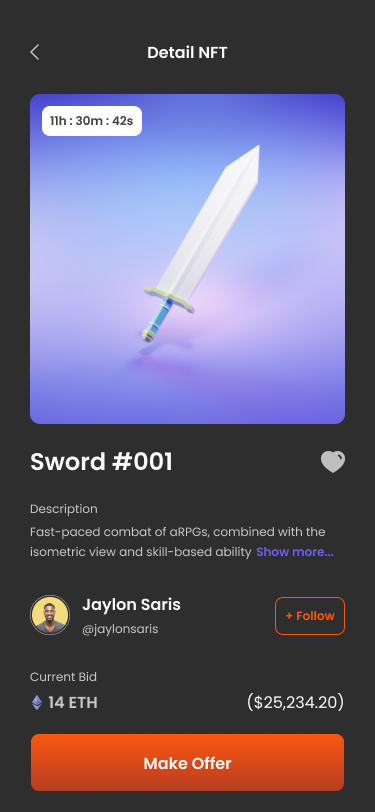 Detail NFT
11h : 30m : 42s
Sword #001
Description
Fast-paced combat of aRPGs, combined with the
isometric view and skill-based ability Show more...
Jaylon Saris
@jaylonsaris
+ Follow
Current Bid
14 ETH
($25,234.20)
Make Offer